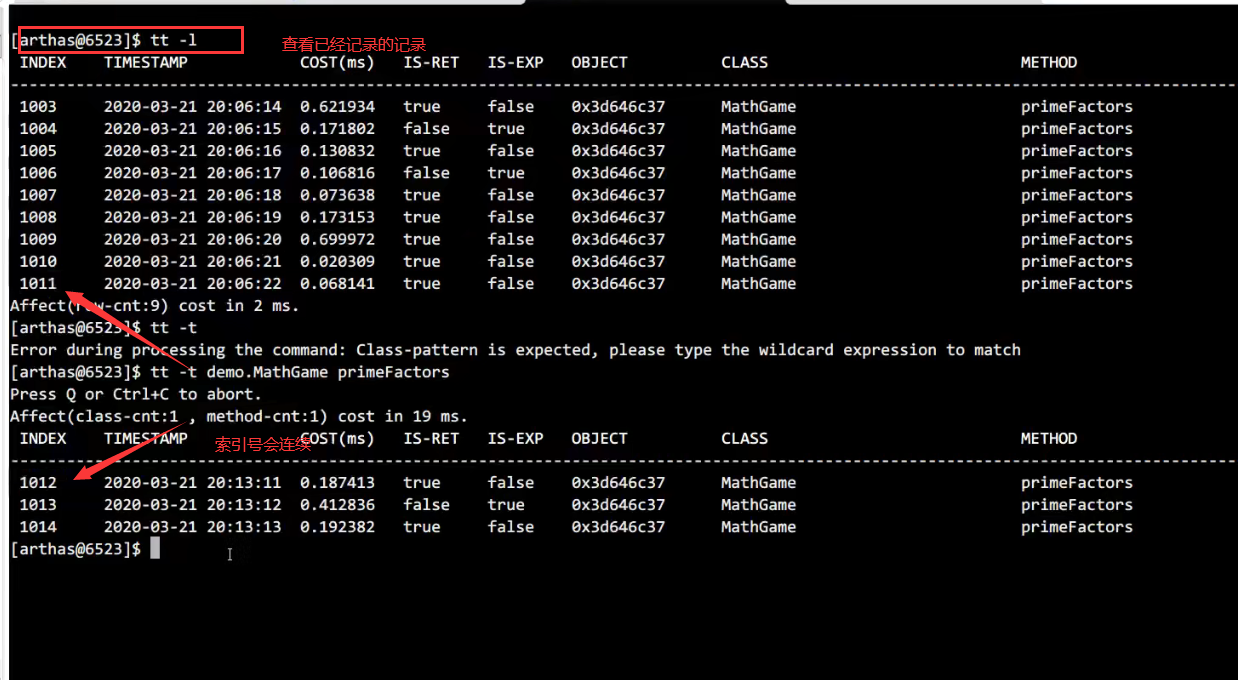 [arthas@6523]$ tt -l
查看已经记录的记录
INDEX TIMESTAMP COST(ms) IS-RET IS-EXP OBJECT CLASS METHOD
1003 2020-03-21 20:06:14 0.621934 true false 0x3d646c37 MathGame primeFactors
1004 2020-03-21 20:06:15 0.171802 false true 0x3d646c37 MathGame primeFactors
1005 2020-03-21 20:06:16 0.130832 true false 0x3d646c37 MathGame primeFactors
1006 2020-03-21 20:06:17 0.106816 false true 0x3d646c37 MathGame primeFactors
1007 2020-03-21 20:06:18 0.073638 true false 0x3d646c37 MathGame primeFactors
1008 2020-03-21 20:06:19 0.173153 true false 0x3d646c37 MathGame primeFactors
1009 2020-03-21 20:06:20 0.699972 true false 0x3d646c37 MathGame primeFactors
1010 2020-03-21 20:06:21 0.020309 true false 0x3d646c37 MathGame primeFactors
1011 2020-03-21 20:06:22 0.068141 true false 0x3d646c37 MathGame primeFactors
Affect(row-cnt:9) cost in 2 ms.
[arthas@6523]$ tt -t
Error during processing the command: Class-pattern is expected, please type the wildcard expression to match
[arthas@6523]$ tt -t demo.MathGame primeFactors
Press Q or Ctrl+C to abort.
Affect(class-cnt:1 , method-cnt:1) cost in 19 ms.
INDEX TIMESTAMP COST(ms) IS-RET IS-EXP OBJECT CLASS METHOD
索引号会连续
1012 2020-03-21 20:13:11 0.187413 true false 0x3d646c37 MathGame primeFactors
1013 2020-03-21 20:13:12 0.412836 false true 0x3d646c37 MathGame primeFactors
1014 2020-03-21 20:13:13 0.192382 true false 0x3d646c37 MathGame primeFactors
[arthas@6523]$